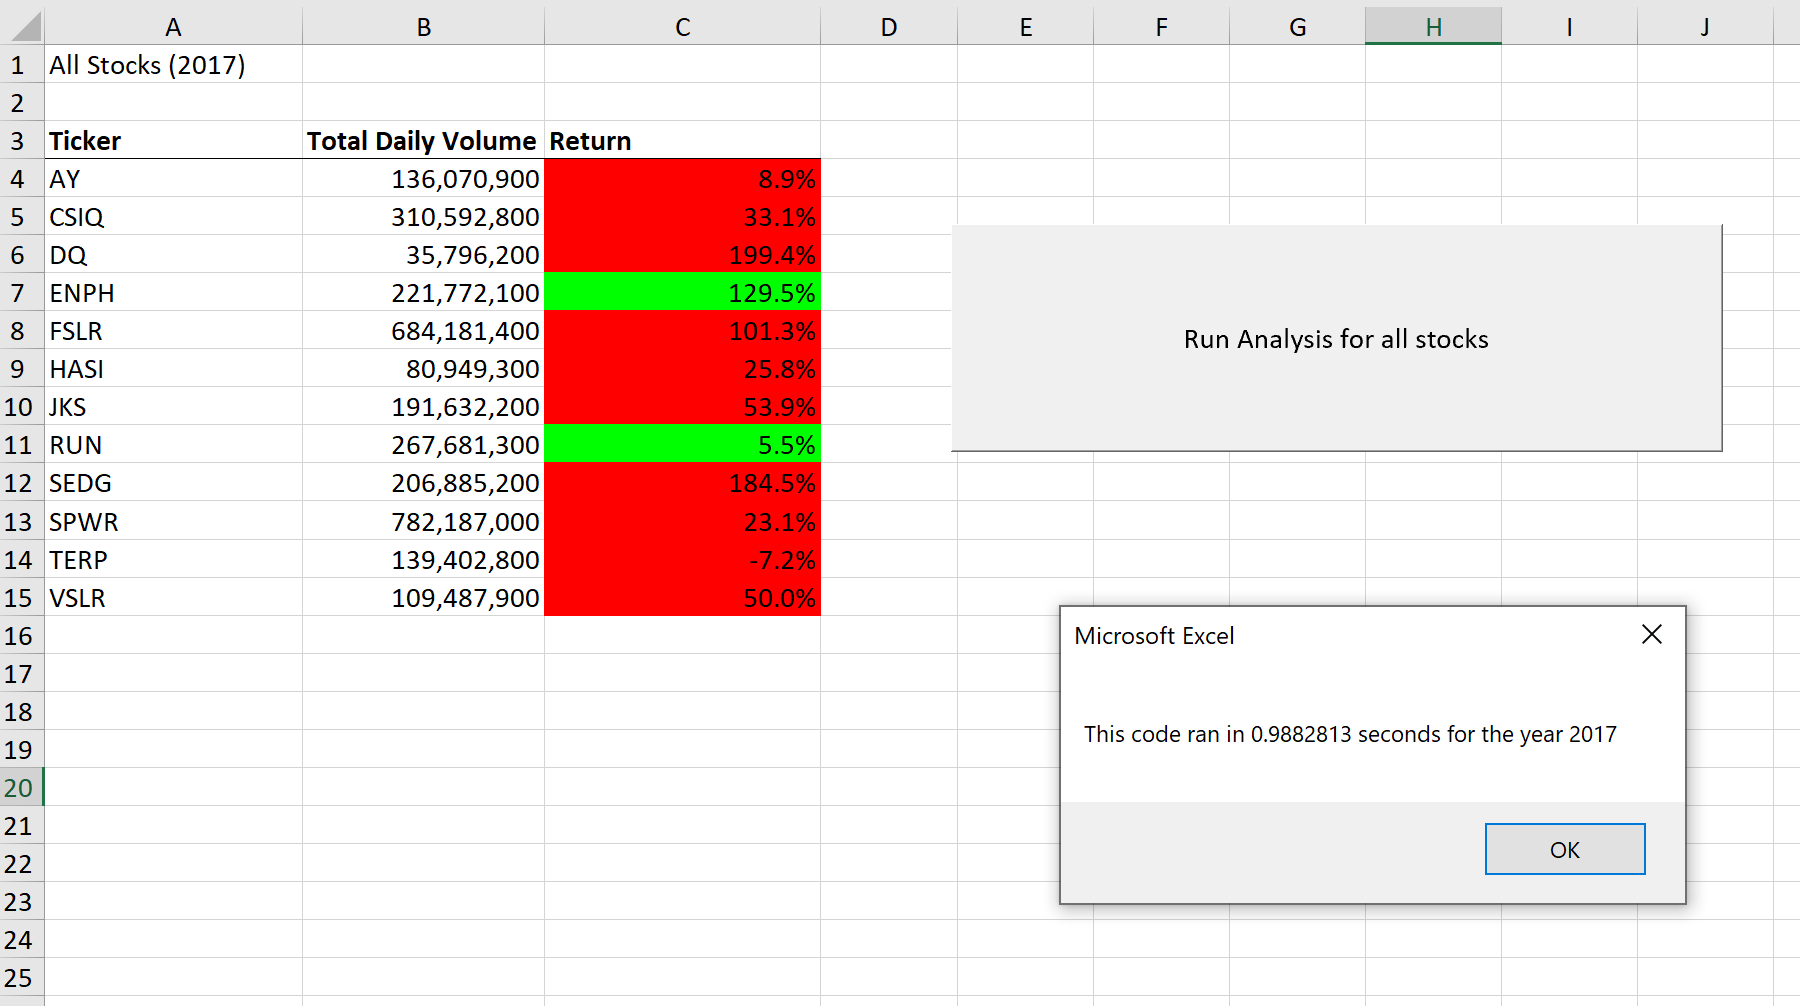 A B C D E F G H I J
1 All Stocks (2017)
2
3 Ticker Total Daily Volume Return
4 AY 136,070,900 8.9%
5 CSIQ 310,592,800 33.1%
6 DQ 35,796,200 199.4%
7 ENPH 221,772,100 129.5%
8 FSLR 684,181,400 101.3%
9 HASI 80,949,300 25.8%
10 JKS 191,632,200 53.9%
11 RUN 267,681,300 5.5%
12 SEDG 206,885,200 184.5%
13 SPWR 782,187,000 23.1%
14 TERP 139,402,800 -7.2%
15 VSLR 109,487,900 50.0%
16
17
18
19
20
21
22
23
24
25
Run Analysis for all stocks
Microsoft Excel
This code ran in 0.9882813 seconds for the year 2017
OK